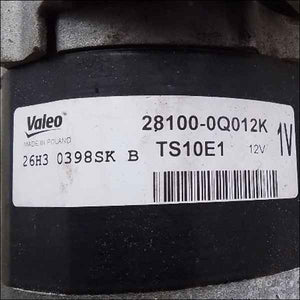 Valeo
MADE IN POLAND
26H3 0398SK B
28100-0Q012K
TS10E1 12V
1V